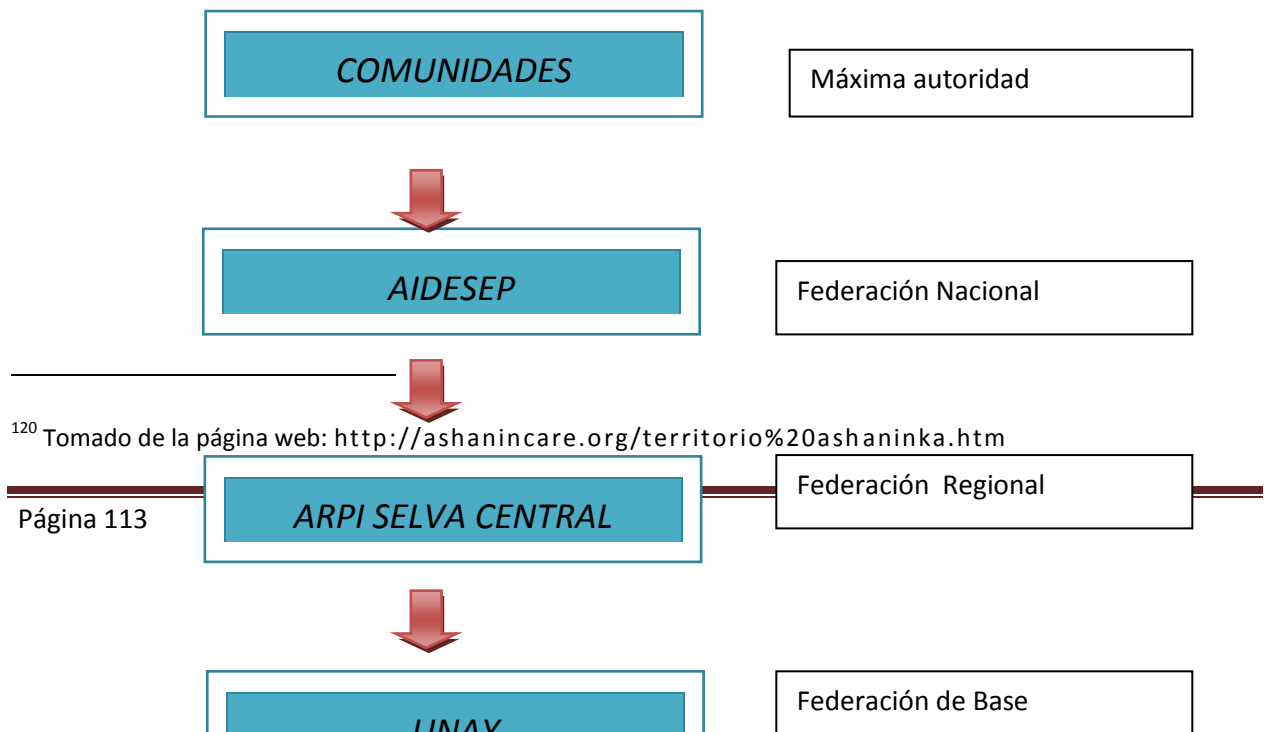 COMUNIDADES
Máxima autoridad
AIDESEP
Federación Nacional
120 Tomado de la página web: http://ashanincare.org/territorio%20ashaninka.htm
Federación Regional
Página 113
ARPI SELVA CENTRAL
Federación de Base
UNAY